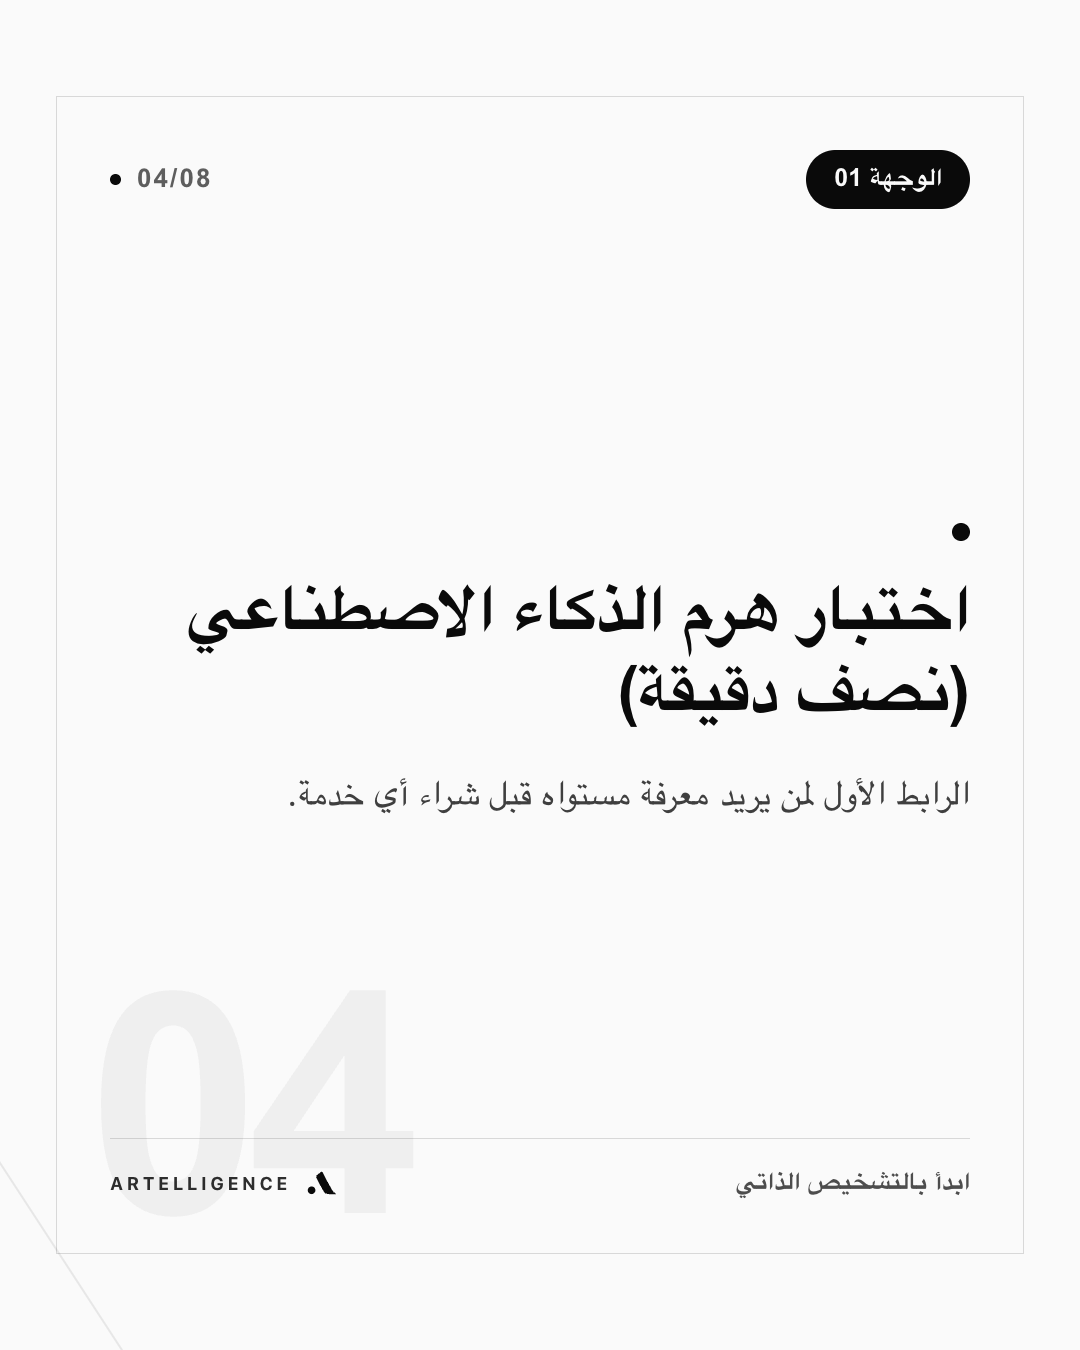 الوجهة 01
04/08
اختبار هرم الذكاء الاصطناعي
(نصف دقيقة)
الرابط الأول لمن يريد معرفة مستواه قبل شراء أي خدمة.
04
ابدأ بالتشخيص الذاتي
ARTELLIGENCE